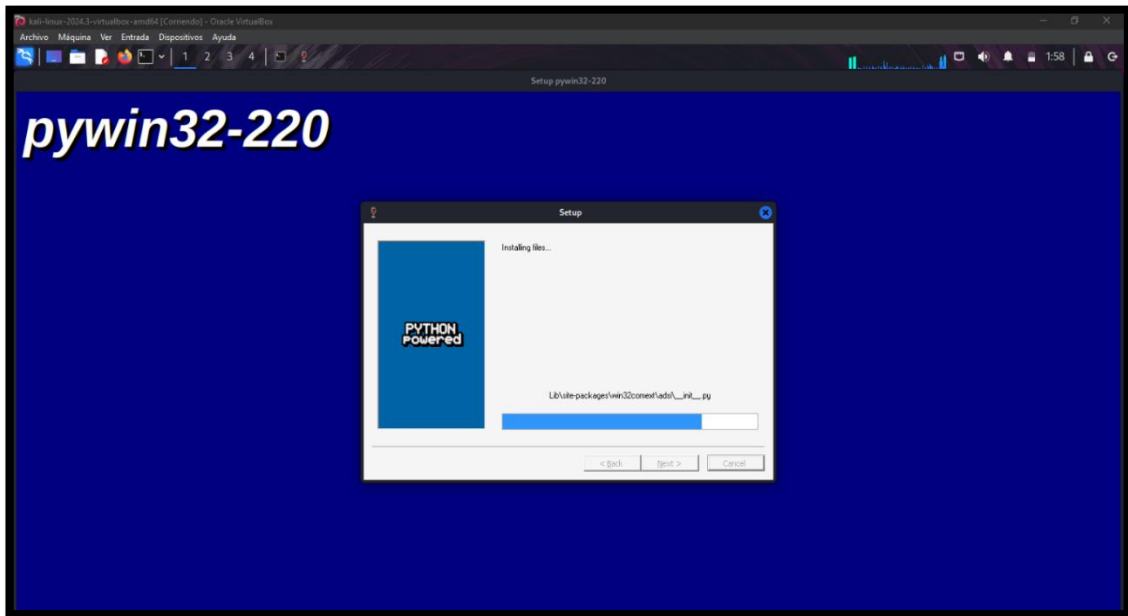 kali-linux-2024.3-virtualbox-amd64 [Corriendo] - Oracle VirtualBox
Archivo Máquina Ver Entrada Dispositivos Ayuda
1 2 3 4 1:58
Setup pywin32-220
pywin32-220
Setup
Installing files...
PYTHON
Powered
Lib\site-packages\win32comext\adsi\__init__.py
< Back Next > Cancel